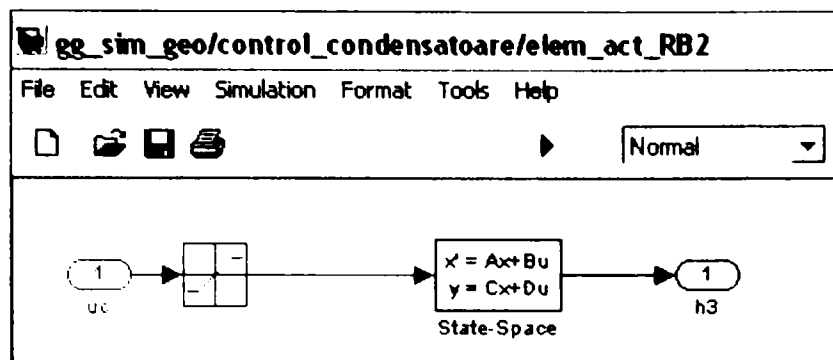 gg_sim_geo/control_condensatoare/elem_act_RB2
File Edit View Simulation Format Tools Help
Normal
1
uc
x' = Ax+Bu
y = Cx+Du
State-Space
1
h3